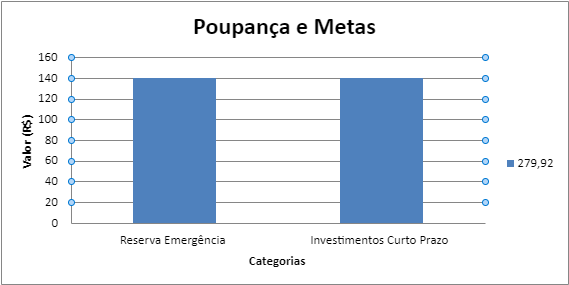 Poupança e Metas
Valor (R$)
160
140
120
100
80
60
40
20
0
Reserva Emergência
Investimentos Curto Prazo
Categorias
279,92